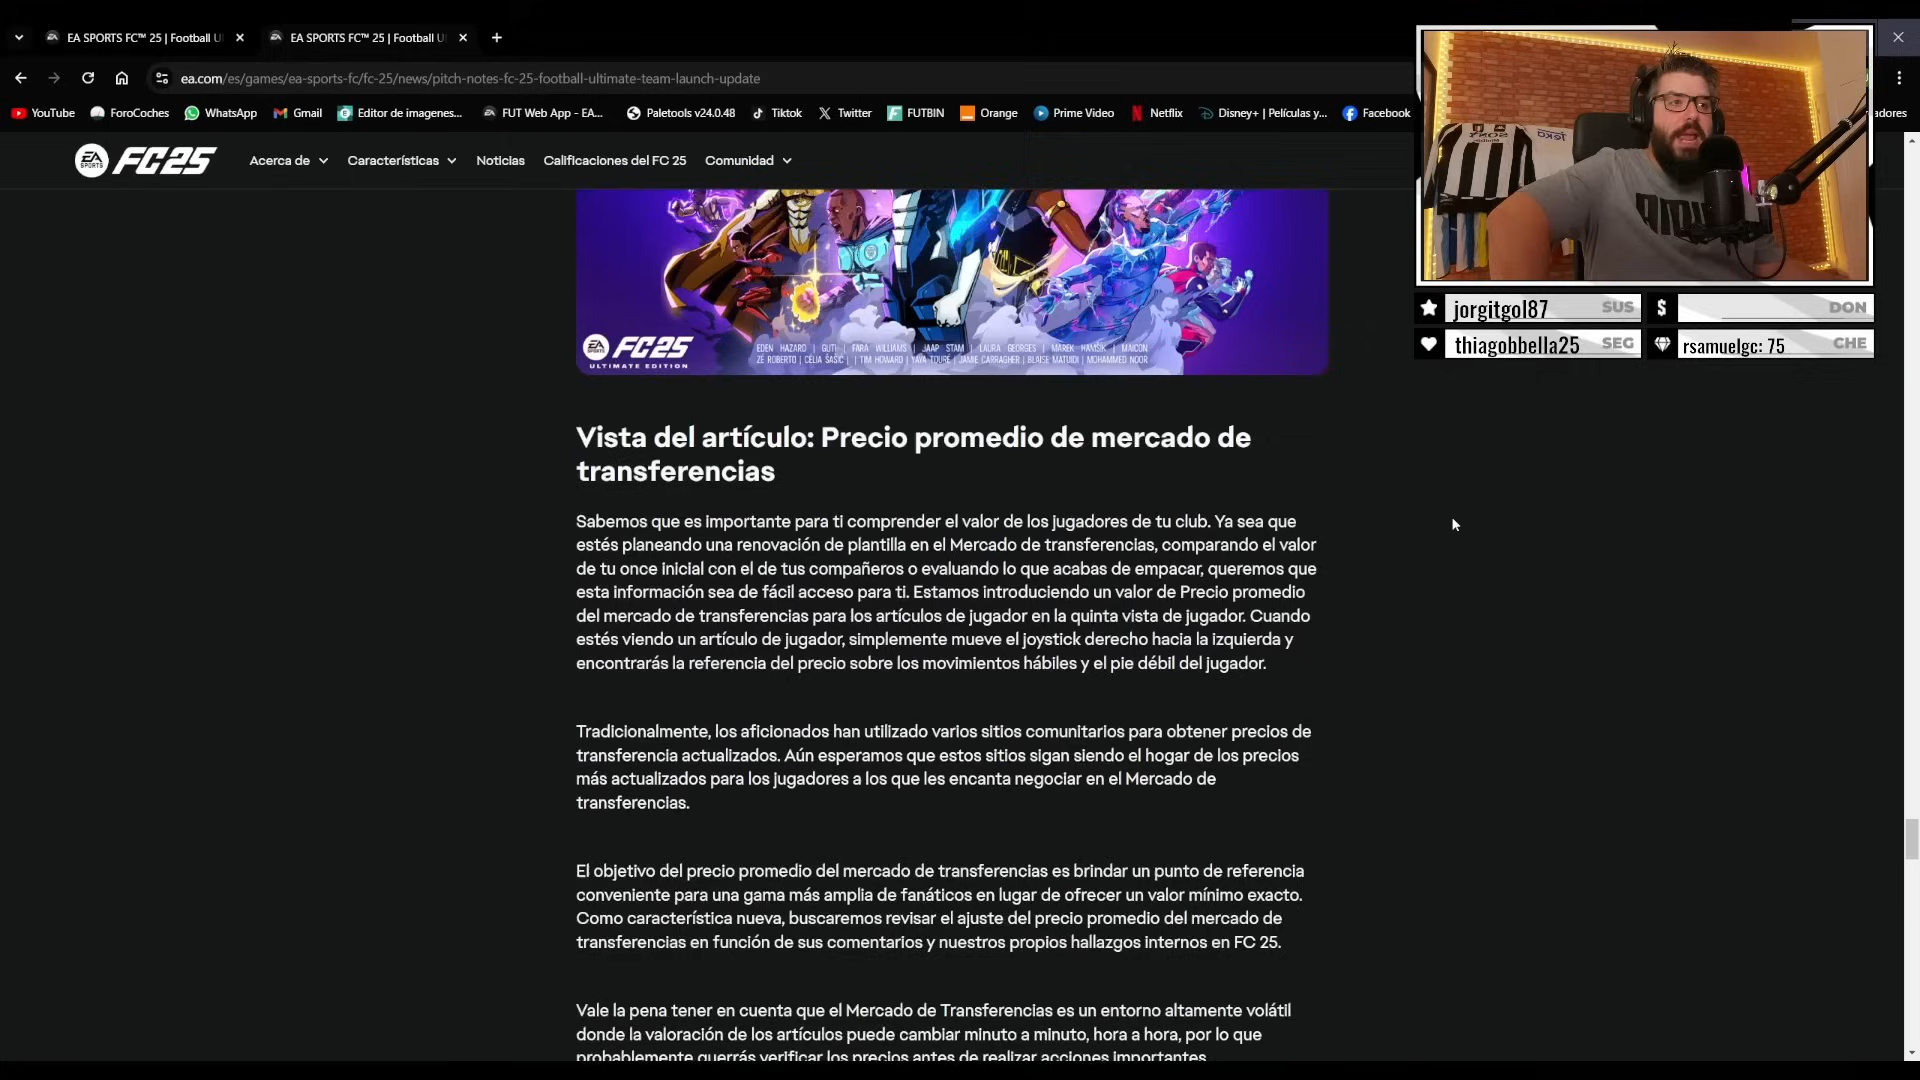 EA SPORTS FC™ 25 | Football U
EA SPORTS FC™ 25 | Football U
ea.com/es/games/ea-sports-fc/fc-25/news/pitch-notes-fc-25-football-ultimate-team-launch-update
YouTube ForoCoches WhatsApp Gmail Editor de imagenes... FUT Web App - EA... Paletools v24.0.48 Tiktok Twitter FUTBIN Orange Prime Video Netflix Disney+ | Películas y... Facebook adores
EA SPORTS FC25 Acerca de Características Noticias Calificaciones del FC 25 Comunidad
jorgitgol87 SUS
$ DON
thiagobbella25 SEG
rsamuelgc: 75 CHE
EA SPORTS FC25
ULTIMATE EDITION
EDEN HAZARD | GUTI | FARA WILLIAMS | JAAP STAM | LAURA GEORGES | MAREK HAMSIK | MAICON
ZÉ ROBERTO | CÉLIA ŠAŠIĆ | TIM HOWARD | YAYA TOURÉ | JAMIE CARRAGHER | BLAISE MATUIDI | MOHAMMED NOOR
Vista del artículo: Precio promedio de mercado de
transferencias
Sabemos que es importante para ti comprender el valor de los jugadores de tu club. Ya sea que
estés planeando una renovación de plantilla en el Mercado de transferencias, comparando el valor
de tu once inicial con el de tus compañeros o evaluando lo que acabas de empacar, queremos que
esta información sea de fácil acceso para ti. Estamos introduciendo un valor de Precio promedio
del mercado de transferencias para los artículos de jugador en la quinta vista de jugador. Cuando
estés viendo un artículo de jugador, simplemente mueve el joystick derecho hacia la izquierda y
encontrarás la referencia del precio sobre los movimientos hábiles y el pie débil del jugador.
Tradicionalmente, los aficionados han utilizado varios sitios comunitarios para obtener precios de
transferencia actualizados. Aún esperamos que estos sitios sigan siendo el hogar de los precios
más actualizados para los jugadores a los que les encanta negociar en el Mercado de
transferencias.
El objetivo del precio promedio del mercado de transferencias es brindar un punto de referencia
conveniente para una gama más amplia de fanáticos en lugar de ofrecer un valor mínimo exacto.
Como característica nueva, buscaremos revisar el ajuste del precio promedio del mercado de
transferencias en función de sus comentarios y nuestros propios hallazgos internos en FC 25.
Vale la pena tener en cuenta que el Mercado de Transferencias es un entorno altamente volátil
donde la valoración de los artículos puede cambiar minuto a minuto, hora a hora, por lo que
probablemente querrás verificar los precios antes de realizar acciones importantes.